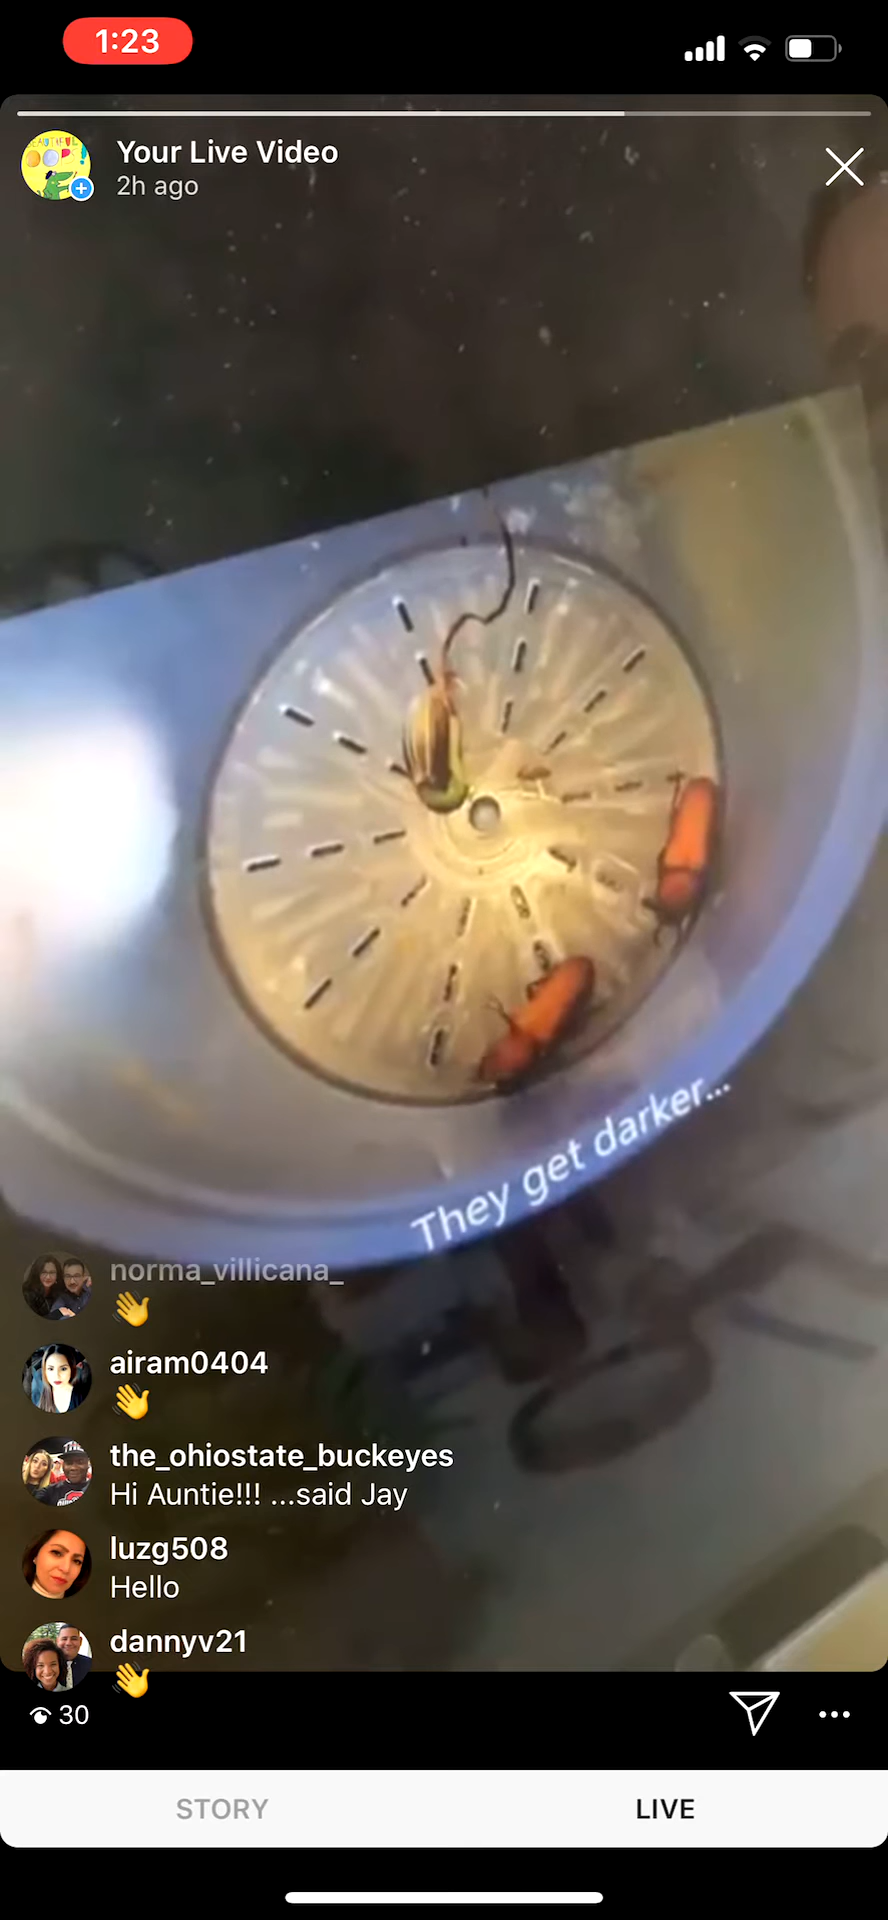 1:23
Your Live Video
2h ago
They get darker...
norma_villicana_
👋
airam0404
👋
the_ohiostate_buckeyes
Hi Auntie!!! ...said Jay
luzg508
Hello
dannyv21
👋
30
STORY
LIVE